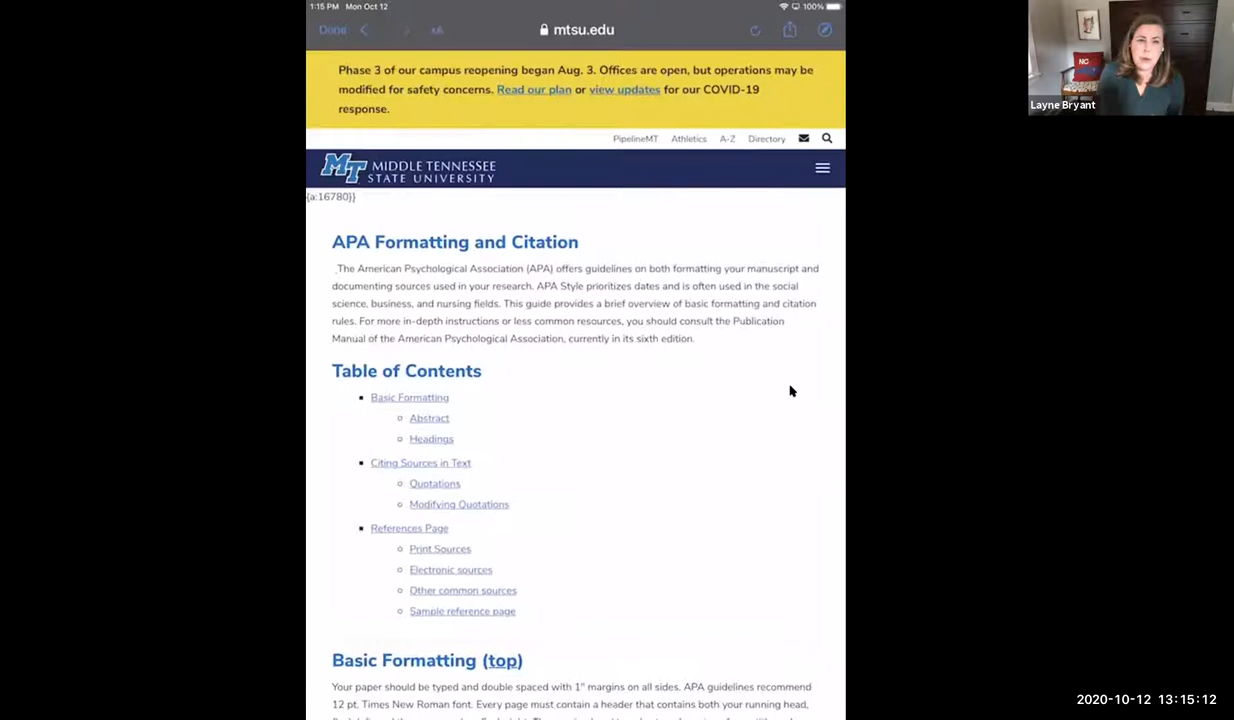 1:15 PM Mon Oct 12
100%
Done
AA
mtsu.edu
Phase 3 of our campus reopening began Aug. 3. Offices are open, but operations may be
modified for safety concerns. Read our plan or view updates for our COVID-19
response.
PipelineMT Athletics A-Z Directory
MT MIDDLE TENNESSEE
STATE UNIVERSITY
{a:16780}}
APA Formatting and Citation
The American Psychological Association (APA) offers guidelines on both formatting your manuscript and
documenting sources used in your research. APA Style prioritizes dates and is often used in the social
science, business, and nursing fields. This guide provides a brief overview of basic formatting and citation
rules. For more in-depth instructions or less common resources, you should consult the Publication
Manual of the American Psychological Association, currently in its sixth edition.
Table of Contents
Basic Formatting
Abstract
Headings
Citing Sources in Text
Quotations
Modifying Quotations
References Page
Print Sources
Electronic sources
Other common sources
Sample reference page
Basic Formatting (top)
Your paper should be typed and double spaced with 1" margins on all sides. APA guidelines recommend
12 pt. Times New Roman font. Every page must contain a header that contains both your running head,
NC
Layne Bryant
2020-10-12 13:15:12